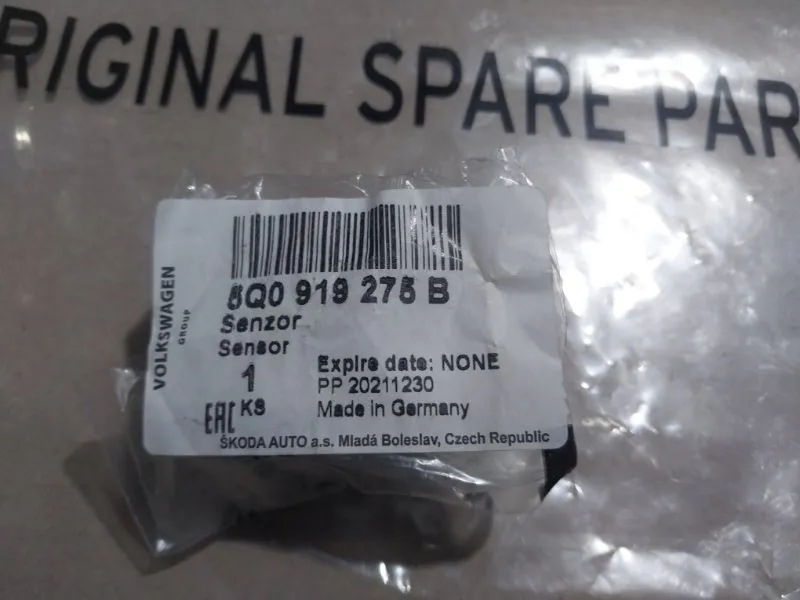 RIGINAL SPARE PAR
VOLKSWAGEN
GROUP
5Q0 919 275 B
Senzor
Sensor
1
KS
Expire date: NONE
PP 20211230
Made in Germany
EAC
ŠKODA AUTO a.s. Mladá Boleslav, Czech Republic